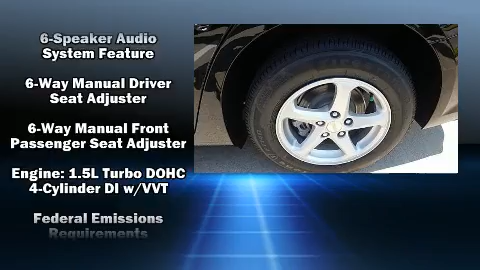 6-Speaker Audio
System Feature
6-Way Manual Driver
Seat Adjuster
6-Way Manual Front
Passenger Seat Adjuster
Engine: 1.5L Turbo DOHC
4-Cylinder DI w/VVT
Federal Emissions
Requirements